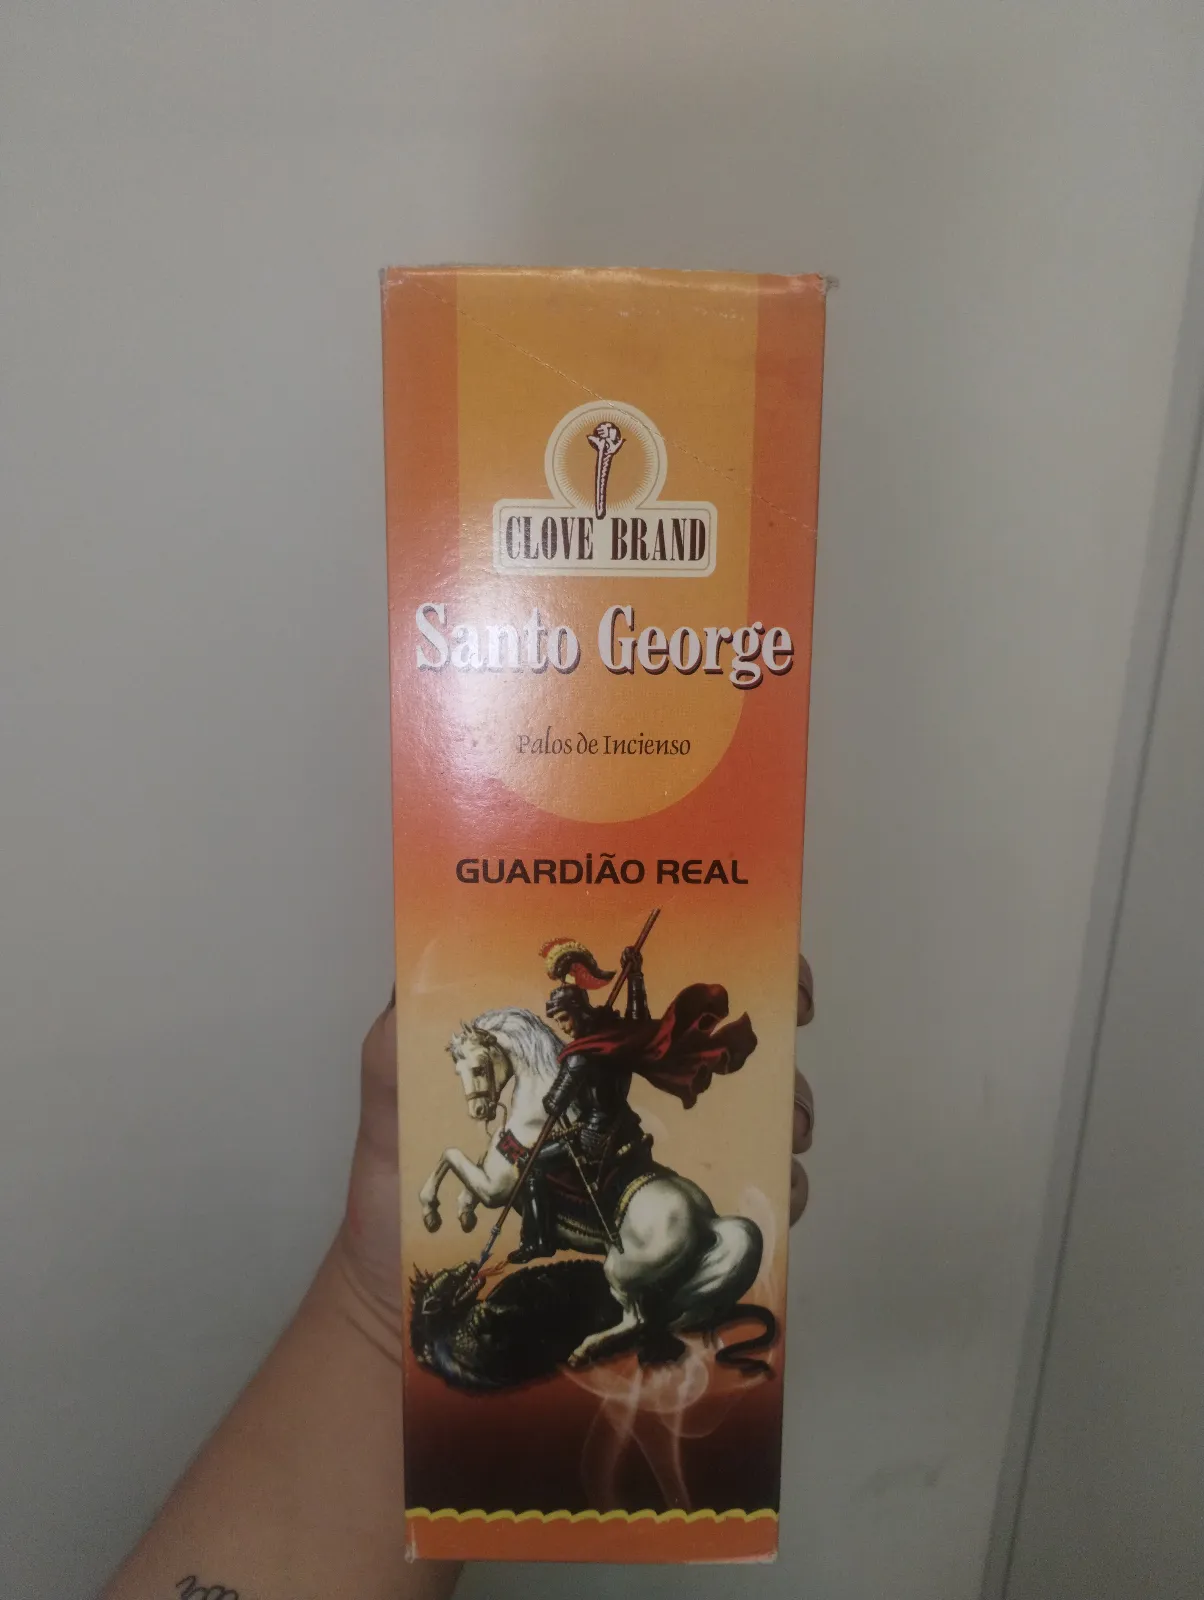 CLOVE BRAND
Santo George
Palos de Incienso
GUARDIÃO REAL